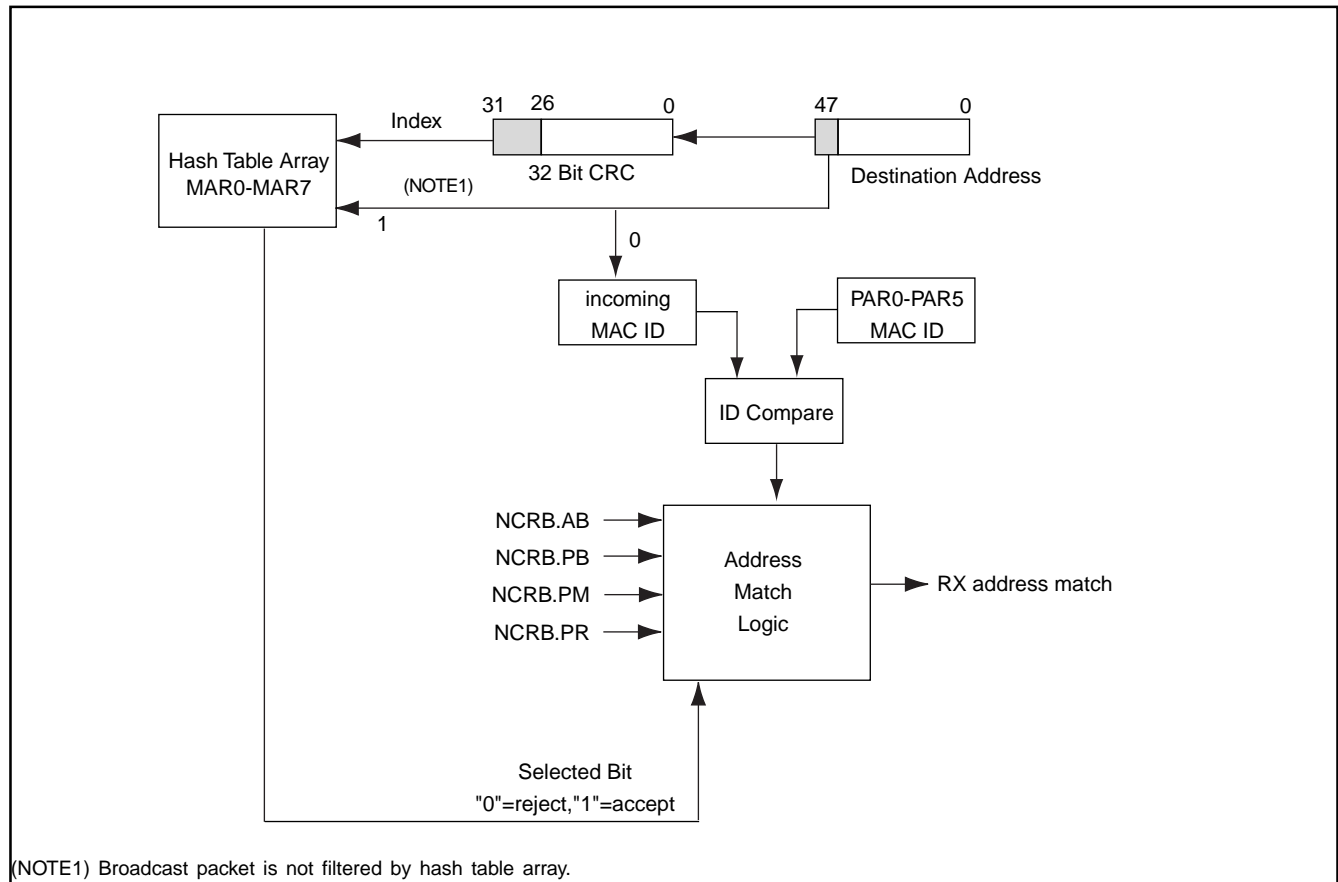 31 26 0 47 0
Index
Hash Table Array
MAR0-MAR7
32 Bit CRC
Destination Address
(NOTE1)
1
0
incoming
MAC ID
PAR0-PAR5
MAC ID
ID Compare
NCRB.AB
NCRB.PB
NCRB.PM
NCRB.PR
Address
Match
Logic
RX address match
Selected Bit
"0"=reject,"1"=accept
(NOTE1) Broadcast packet is not filtered by hash table array.